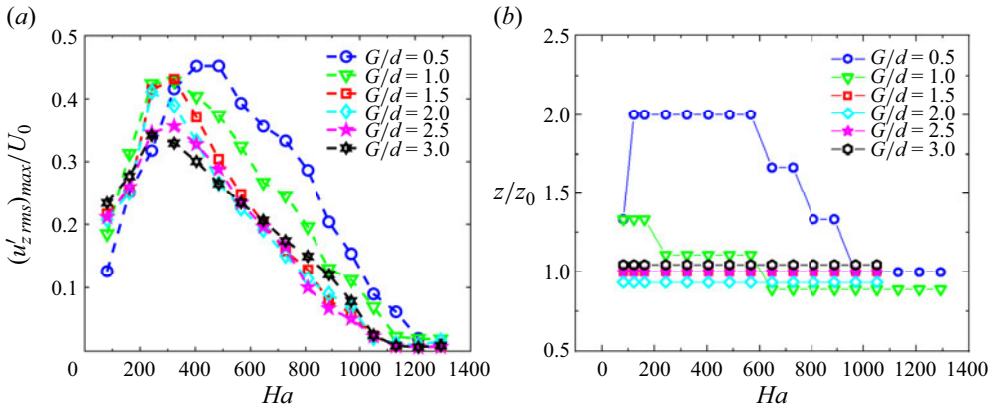 (a)
0.5
0.4
0.3
0.2
0.1
(u′z rms)max/U0
0 200 400 600 800 1000 1200 1400
Ha
G/d = 0.5
G/d = 1.0
G/d = 1.5
G/d = 2.0
G/d = 2.5
G/d = 3.0
(b)
2.5
2.0
1.5
1.0
0.5
z/z0
0 200 400 600 800 1000 1200 1400
Ha
G/d = 0.5
G/d = 1.0
G/d = 1.5
G/d = 2.0
G/d = 2.5
G/d = 3.0